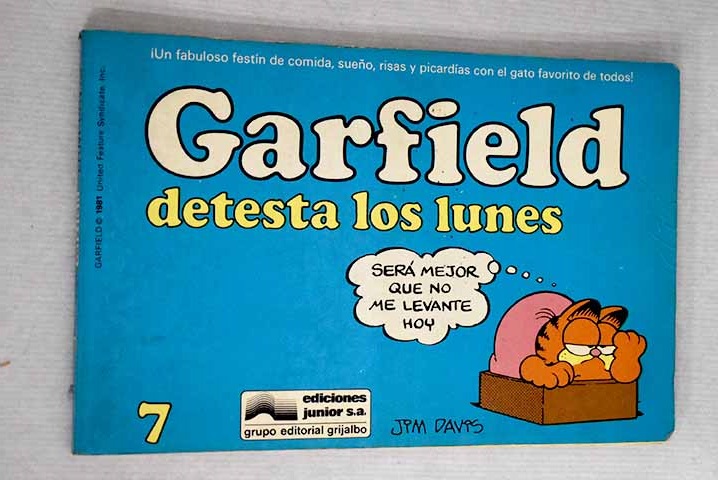 ¡Un fabuloso festín de comida, sueño, risas y picardías con el gato favorito de todos!
Garfield
detesta los lunes
SERÁ MEJOR
QUE NO
ME LEVANTE
HOY
7
ediciones
junior s.a.
grupo editorial grijalbo
JIM DAVIS
GARFIELD © 1981 United Feature Syndicate, Inc.